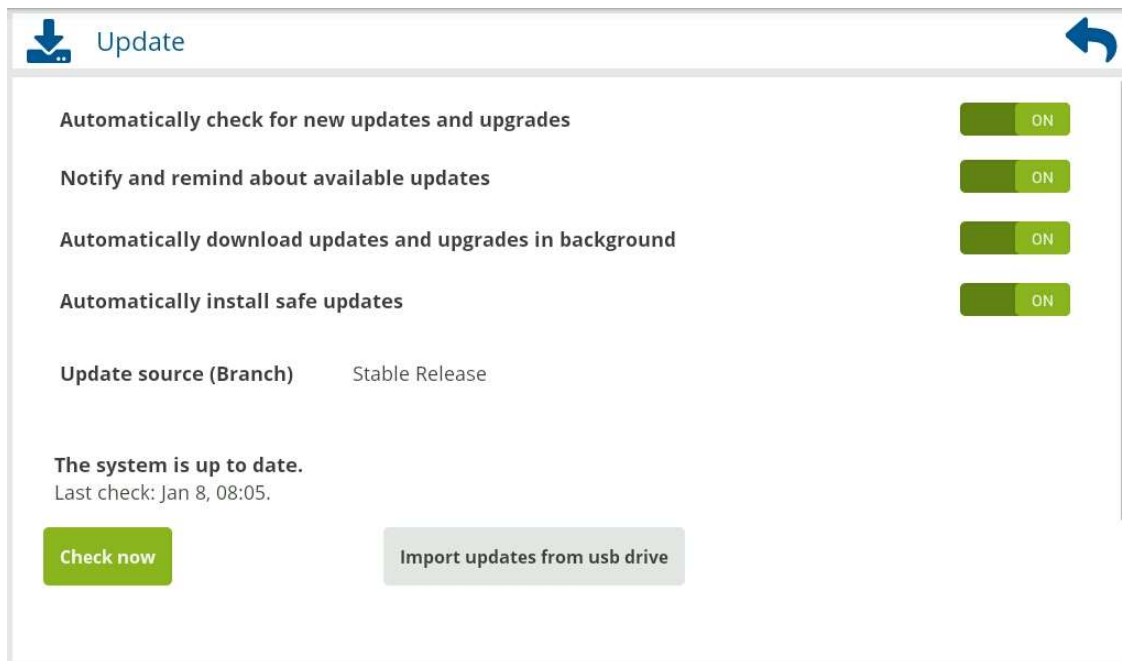 Update
Automatically check for new updates and upgrades ON
Notify and remind about available updates ON
Automatically download updates and upgrades in background ON
Automatically install safe updates ON
Update source (Branch) Stable Release
The system is up to date.
Last check: Jan 8, 08:05.
Check now Import updates from usb drive